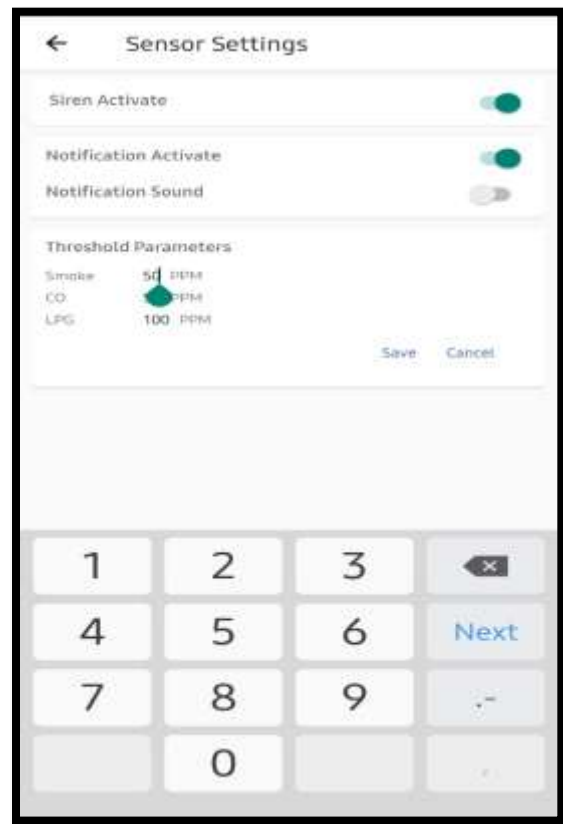 Sensor Settings
Siren Activate
Notification Activate
Notification Sound
Threshold Parameters
Smoke 50 PPM
CO PPM
LPG 100 PPM
Save Cancel
1 2 3
4 5 6 Next
7 8 9 .-
0 ,